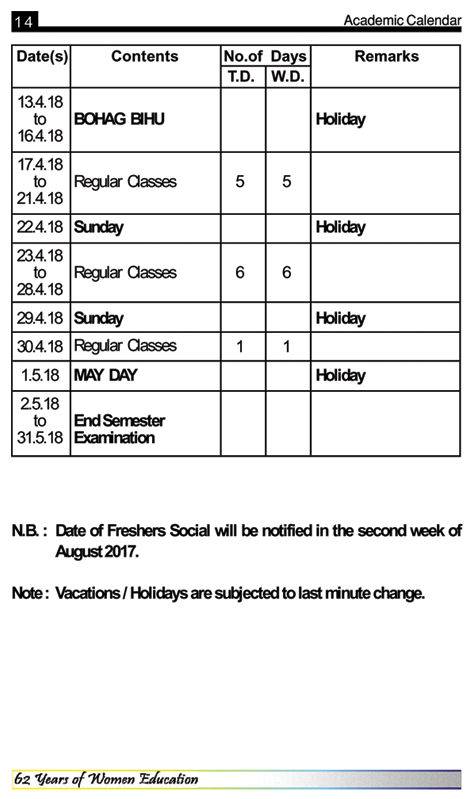 14 Academic Calendar
Date(s) Contents No.of Days Remarks
T.D. W.D.
13.4.18
to BOHAG BIHU Holiday
16.4.18
17.4.18
to Regular Classes 5 5
21.4.18
22.4.18 Sunday Holiday
23.4.18
to Regular Classes 6 6
28.4.18
29.4.18 Sunday Holiday
30.4.18 Regular Classes 1 1
1.5.18 MAY DAY Holiday
2.5.18
to End Semester
31.5.18 Examination
N.B. : Date of Freshers Social will be notified in the second week of
August 2017.
Note : Vacations / Holidays are subjected to last minute change.
62 Years of Women Education